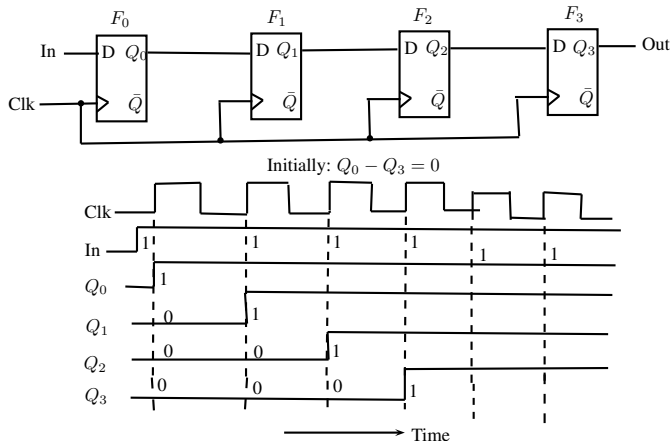 F₀ F₁ F₂ F₃
In D Q₀ D Q₁ D Q₂ D Q₃ Out
Clk Q̄ Q̄ Q̄ Q̄
Initially: Q₀ − Q₃ = 0
Clk
In 1 1 1 1 1 1
Q₀ 1
Q₁ 0 1
Q₂ 0 0 1
Q₃ 0 0 0 1
Time